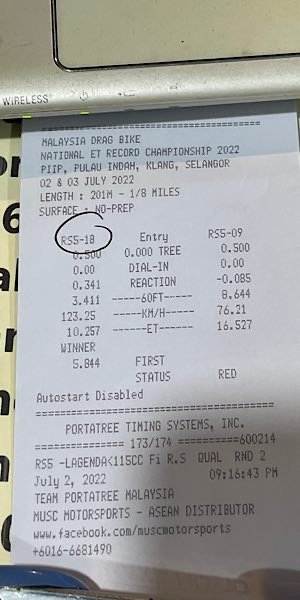 WIRELESS
MALAYSIA DRAG BIKE
NATIONAL ET RECORD CHAMPIONSHIP 2022
PIIP, PULAU INDAH, KLANG, SELANGOR
02 & 03 JULY 2022
LENGTH : 201M - 1/8 MILES
SURFACE : NO-PREP
RS5-18 Entry RS5-09
0.500 0.000 TREE 0.500
0.00 DIAL-IN 0.00
0.341 REACTION -0.085
3.411 ------60FT----- 8.644
123.25 -----KM/H----- 76.21
10.257 ------ET----- 16.527
WINNER
5.844 FIRST
STATUS RED
Autostart Disabled
PORTATREE TIMING SYSTEMS, INC.
=============== 173/174 ==========600214
RS5 -LAGENDA<115CC Fi R.S QUAL RND 2
July 2, 2022 09:16:43 PM
TEAM PORTATREE MALAYSIA
MUSC MOTORSPORTS - ASEAN DISTRIBUTOR
www.facebook.com/muscmotorsports
+6016-6681490